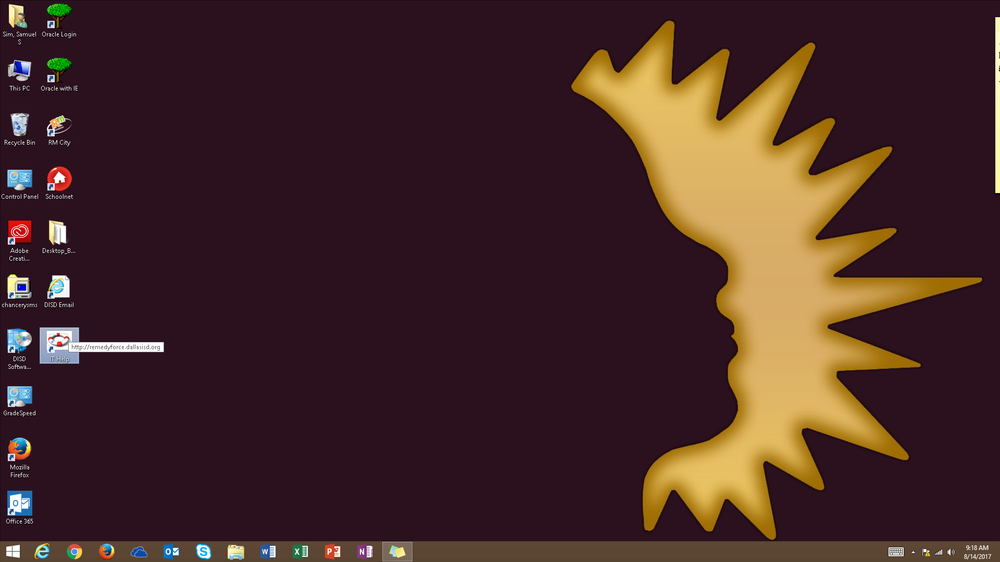 Sim, Samuel
S
Oracle Login
This PC
Oracle with IE
Recycle Bin
RM City
Control Panel
Schoolnet
Adobe
Creati...
Desktop_B...
chancerysms
DISD Email
DISD
Softwa...
IT Help
http://remedyforce.dallasisd.org
GradeSpeed
Mozilla
Firefox
Office 365
9:18 AM
8/14/2017